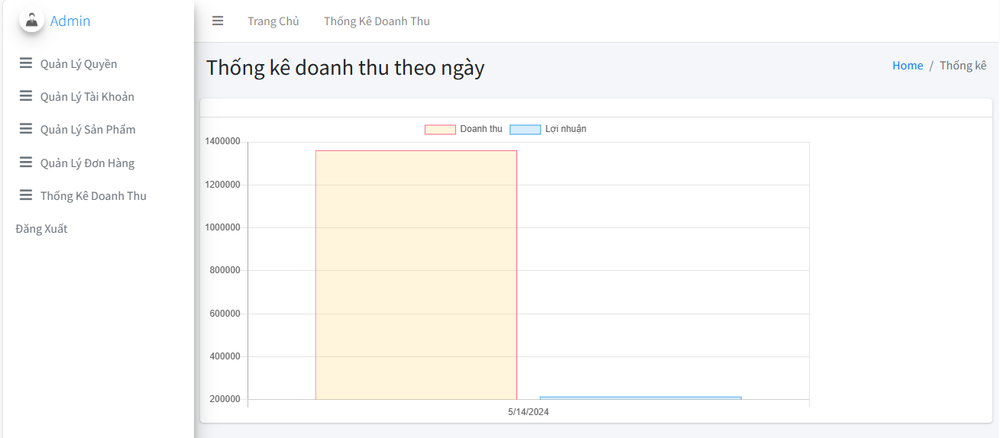 Admin
Quản Lý Quyền
Quản Lý Tài Khoản
Quản Lý Sản Phẩm
Quản Lý Đơn Hàng
Thống Kê Doanh Thu
Đăng Xuất
Trang Chủ Thống Kê Doanh Thu
Thống kê doanh thu theo ngày
Home / Thống kê
Doanh thu Lợi nhuận
1400000
1200000
1000000
800000
600000
400000
200000
5/14/2024